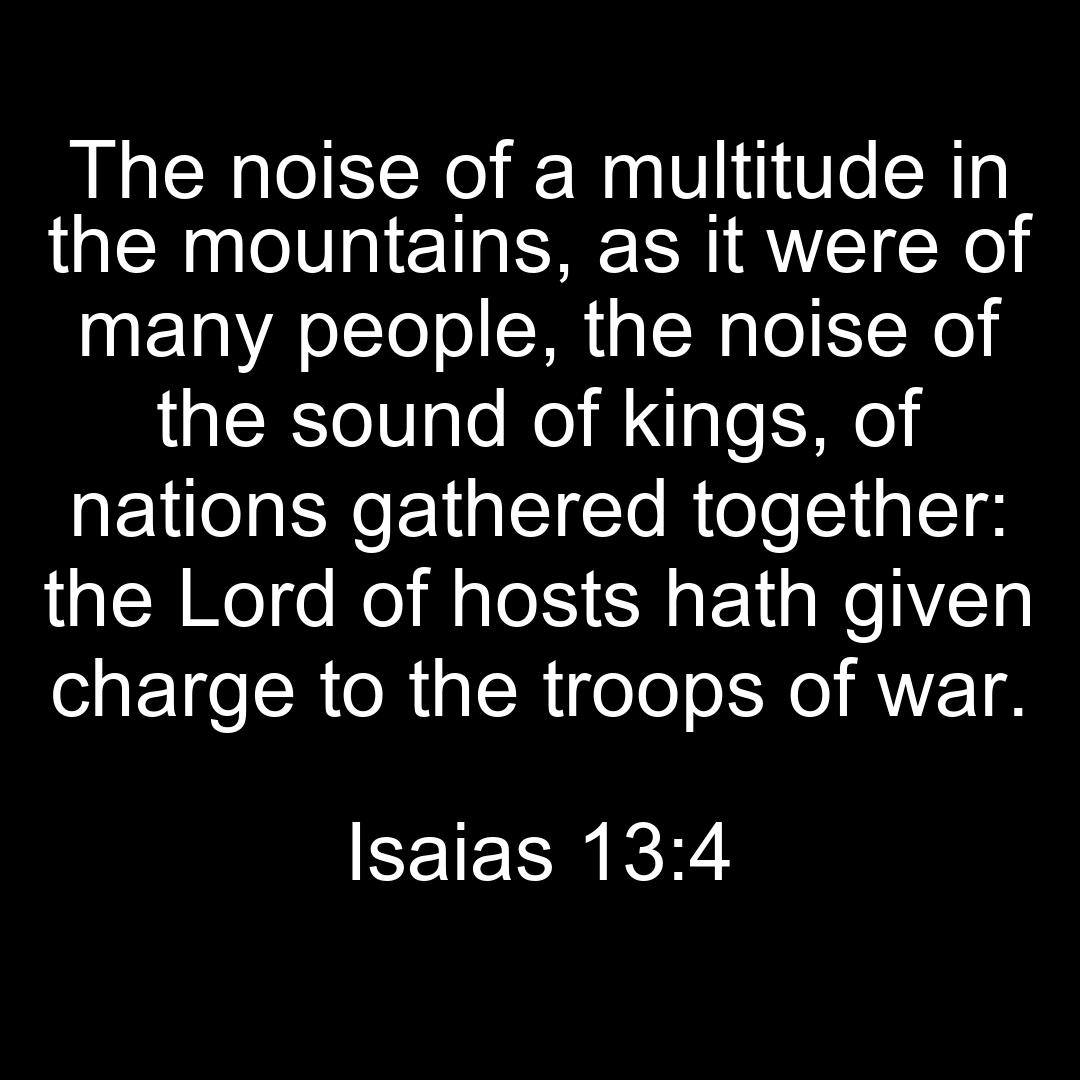 The noise of a multitude in
the mountains, as it were of
many people, the noise of
the sound of kings, of
nations gathered together:
the Lord of hosts hath given
charge to the troops of war.
Isaias 13:4